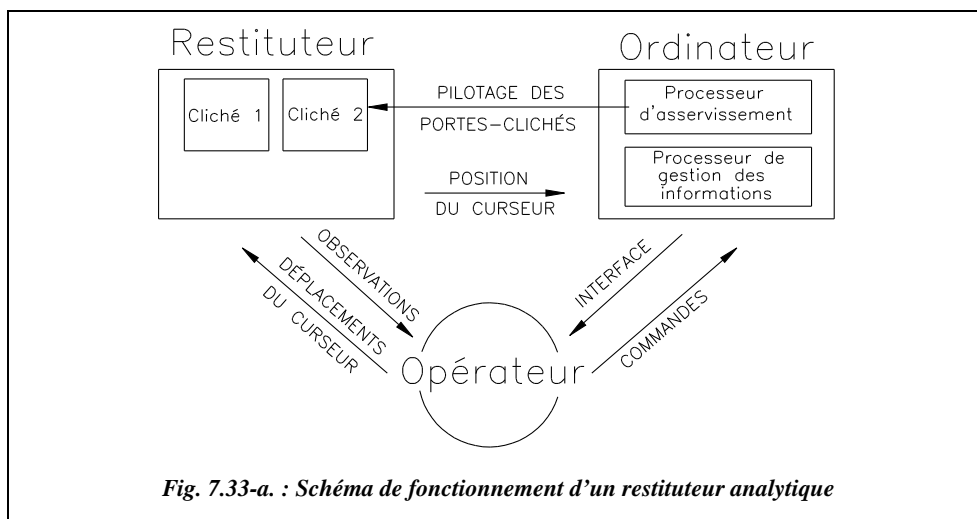 Restituteur
Ordinateur
Cliché 1
Cliché 2
PILOTAGE DES
PORTES-CLICHÉS
Processeur
d'asservissement
Processeur de
gestion des
informations
POSITION
DU CURSEUR
OBSERVATIONS
DÉPLACEMENTS
DU CURSEUR
INTERFACE
COMMANDES
Opérateur
Fig. 7.33-a. : Schéma de fonctionnement d’un restituteur analytique